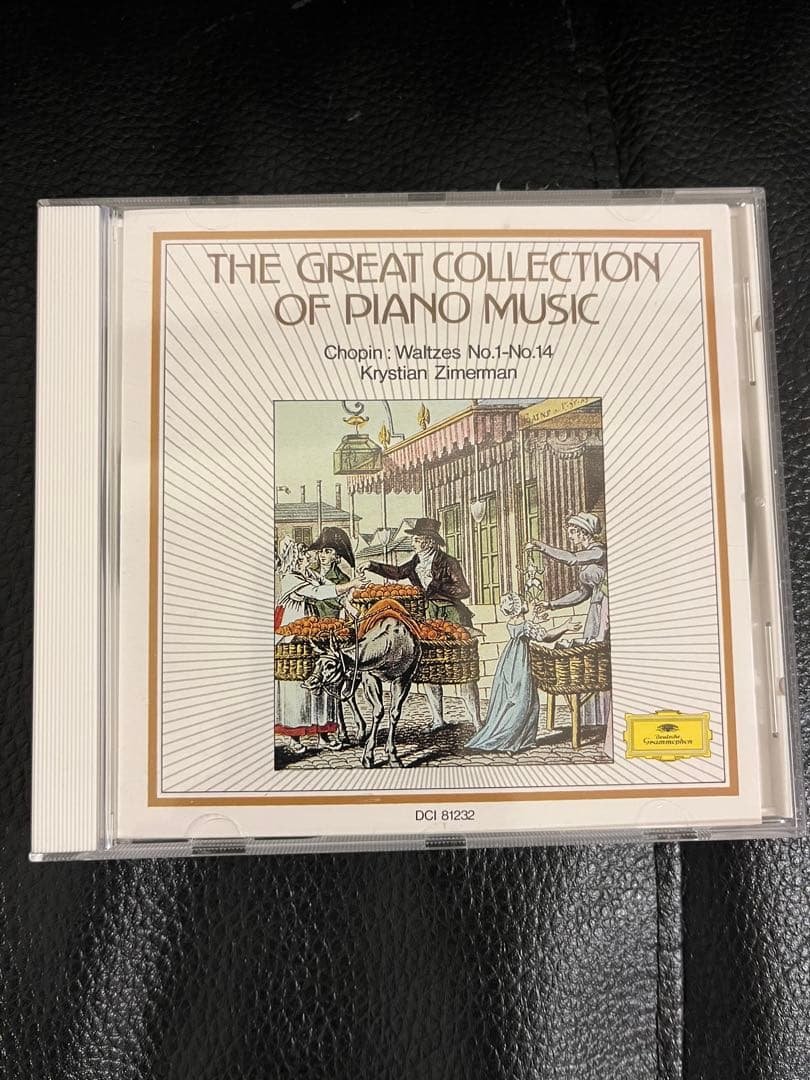 THE GREAT COLLECTION
OF PIANO MUSIC
Chopin : Waltzes No.1-No.14
Krystian Zimerman
Deutsche
Grammophon
DCI 81232